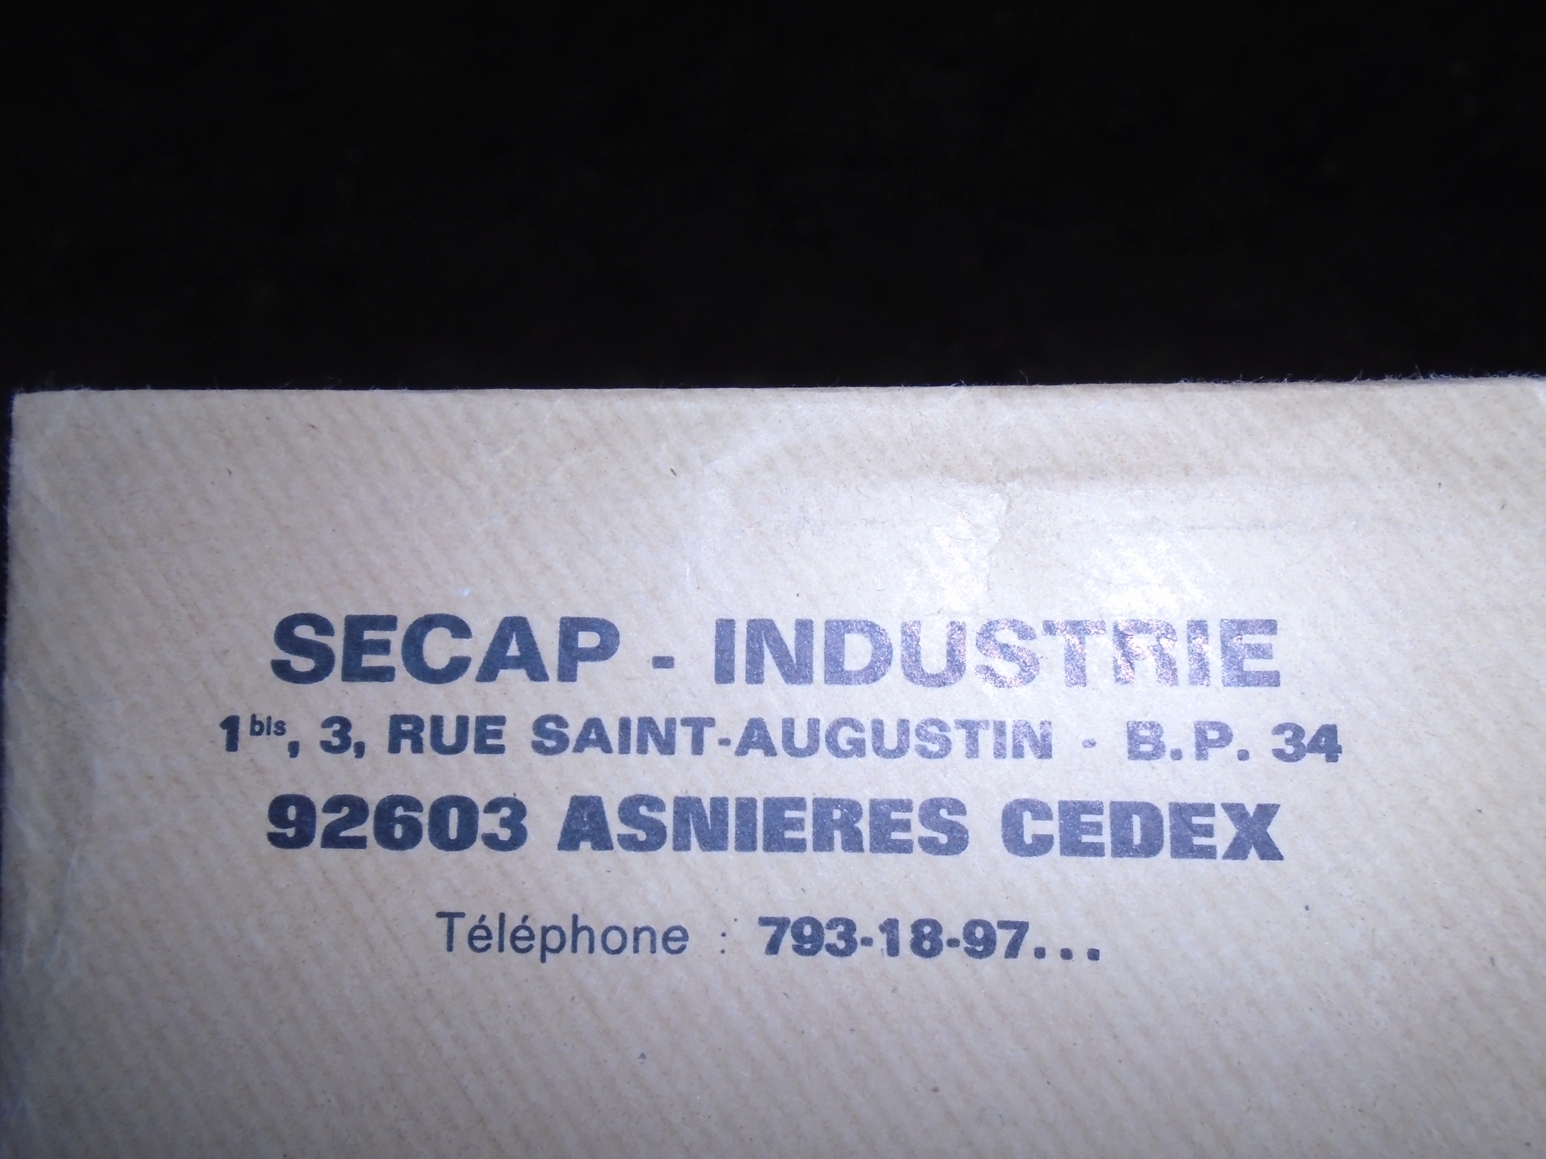 SECAP - INDUSTRIE
1bis, 3, RUE SAINT-AUGUSTIN - B.P. 34
92603 ASNIERES CEDEX
Téléphone : 793-18-97...